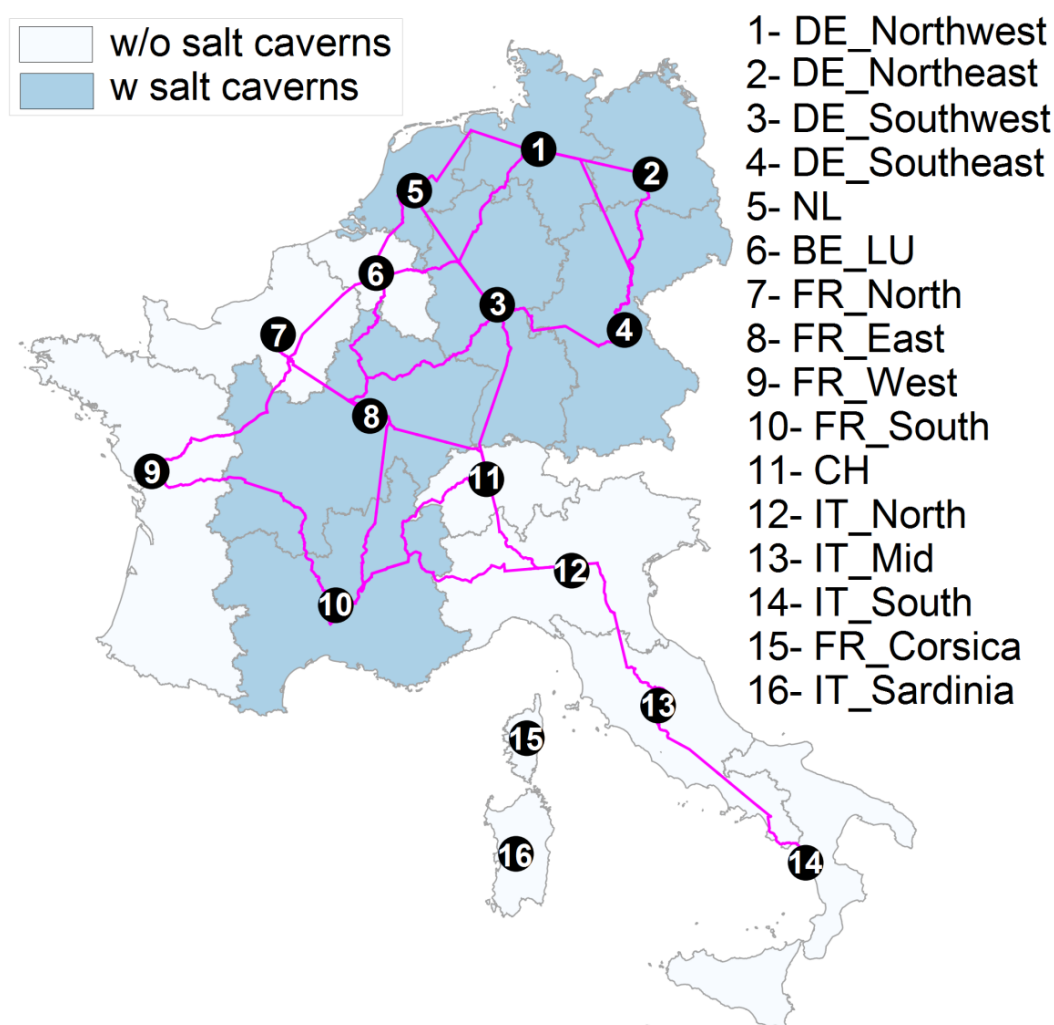 w/o salt caverns
w salt caverns
1- DE_Northwest
2- DE_Northeast
3- DE_Southwest
4- DE_Southeast
5- NL
6- BE_LU
7- FR_North
8- FR_East
9- FR_West
10- FR_South
11- CH
12- IT_North
13- IT_Mid
14- IT_South
15- FR_Corsica
16- IT_Sardinia
1
2
5
6
3
4
7
8
9
11
12
10
13
15
16
14